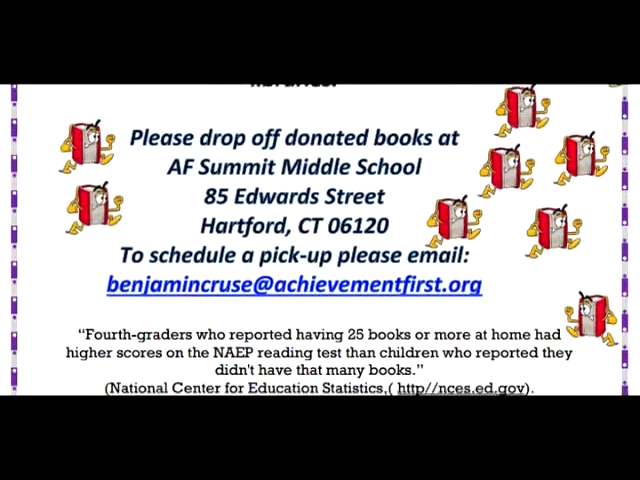 Please drop off donated books at
AF Summit Middle School
85 Edwards Street
Hartford, CT 06120
To schedule a pick-up please email:
benjamincruse@achievementfirst.org
“Fourth-graders who reported having 25 books or more at home had
higher scores on the NAEP reading test than children who reported they
didn't have that many books.”
(National Center for Education Statistics,( http//nces.ed.gov).